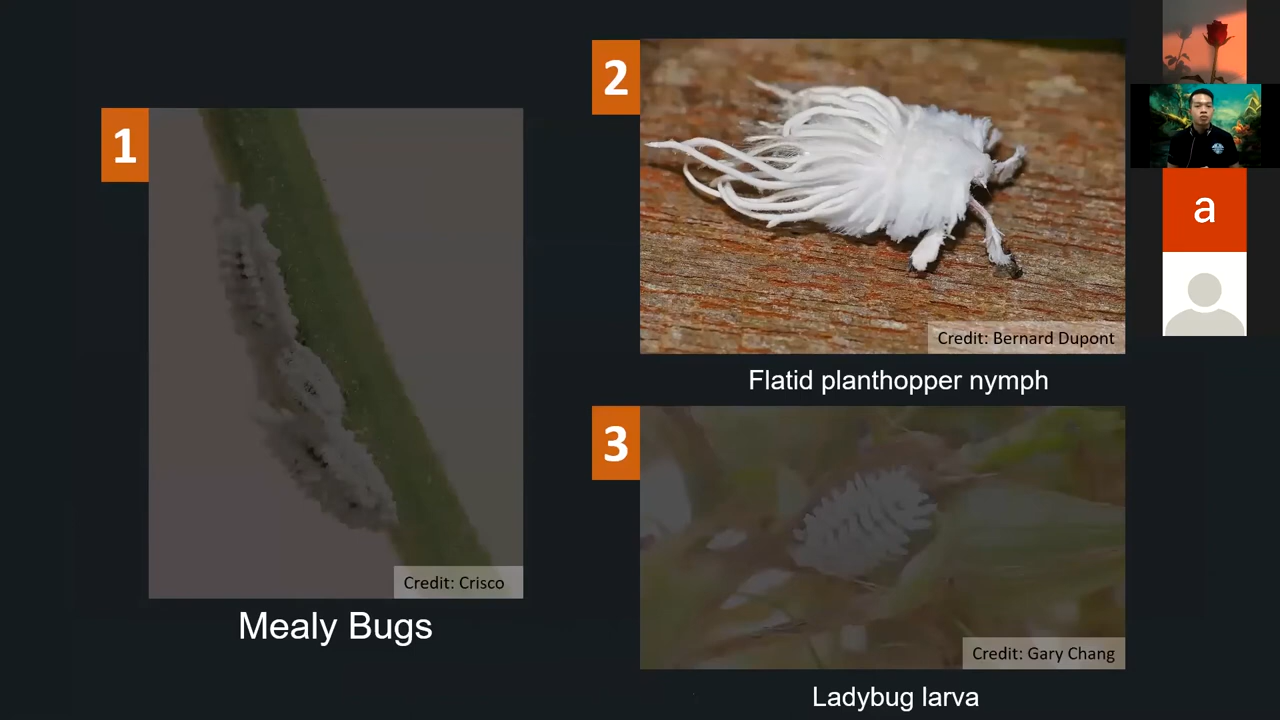 1
Credit: Crisco
Mealy Bugs
2
Credit: Bernard Dupont
Flatid planthopper nymph
3
Credit: Gary Chang
Ladybug larva
a